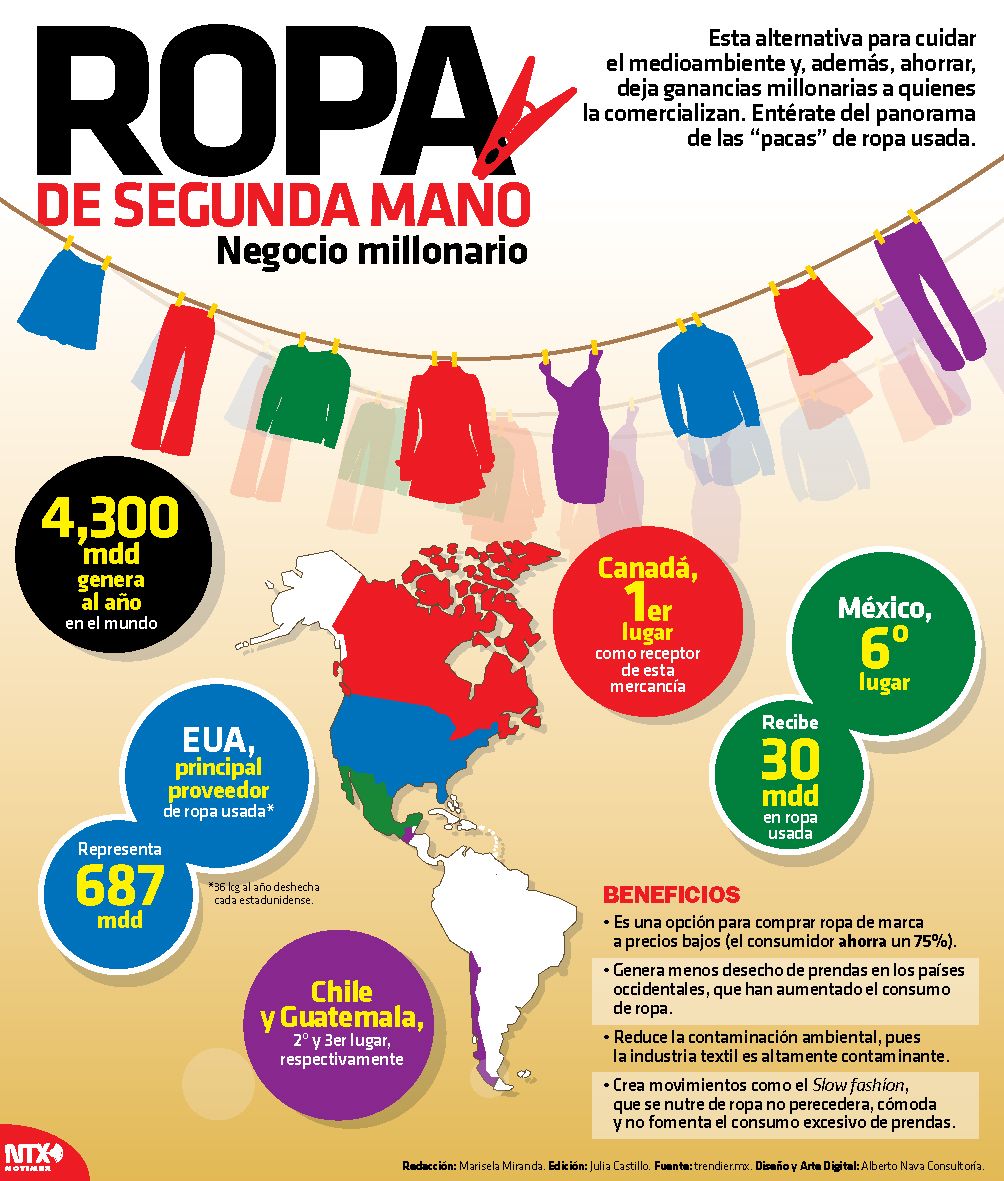 ROPA
DE SEGUNDA MANO
Negocio millonario
Esta alternativa para cuidar
el medioambiente y, además, ahorrar,
deja ganancias millonarias a quienes
la comercializan. Entérate del panorama
de las “pacas” de ropa usada.
4,300
mdd
genera
al año
en el mundo
Canadá,
1er
lugar
como receptor
de esta
mercancía
México,
6º
lugar
Recibe
30
mdd
en ropa
usada
EUA,
principal
proveedor
de ropa usada*
Representa
687
mdd
*36 kg al año deshecha
cada estadunidense.
Chile
y Guatemala,
2º y 3er lugar,
respectivamente
BENEFICIOS
• Es una opción para comprar ropa de marca
a precios bajos (el consumidor ahorra un 75%).
• Genera menos desecho de prendas en los países
occidentales, que han aumentado el consumo
de ropa.
• Reduce la contaminación ambiental, pues
la industria textil es altamente contaminante.
• Crea movimientos como el Slow fashion,
que se nutre de ropa no perecedera, cómoda
y no fomenta el consumo excesivo de prendas.
NTX
NOTIMEX
Redacción: Marisela Miranda. Edición: Julia Castillo. Fuente: trendier.mx. Diseño y Arte Digital: Alberto Nava Consultoría.